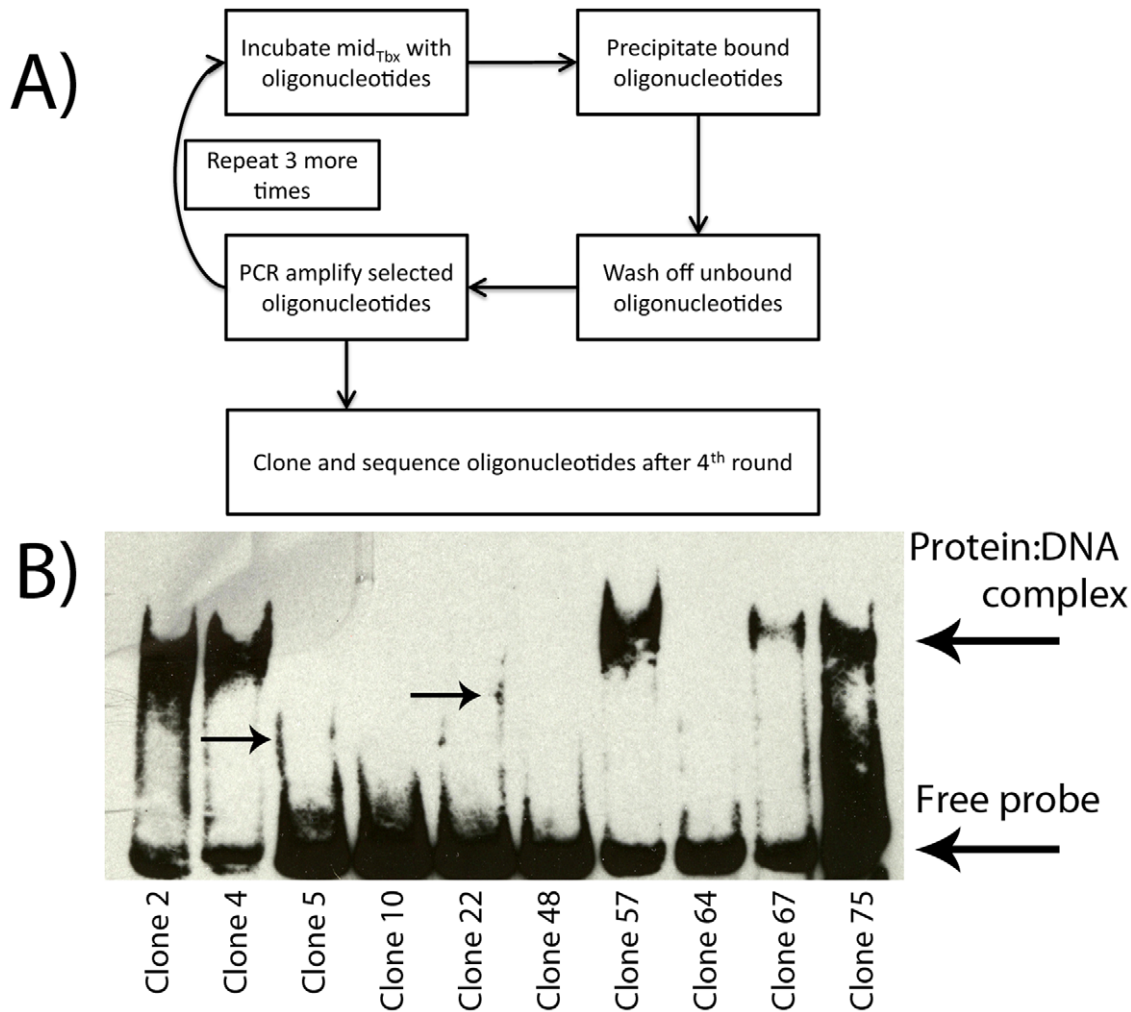 A)
Incubate midTbx with
oligonucleotides
Precipitate bound
oligonucleotides
Repeat 3 more
times
PCR amplify selected
oligonucleotides
Wash off unbound
oligonucleotides
Clone and sequence oligonucleotides after 4th round
B)
Protein:DNA
complex
Free probe
Clone 2
Clone 4
Clone 5
Clone 10
Clone 22
Clone 48
Clone 57
Clone 64
Clone 67
Clone 75